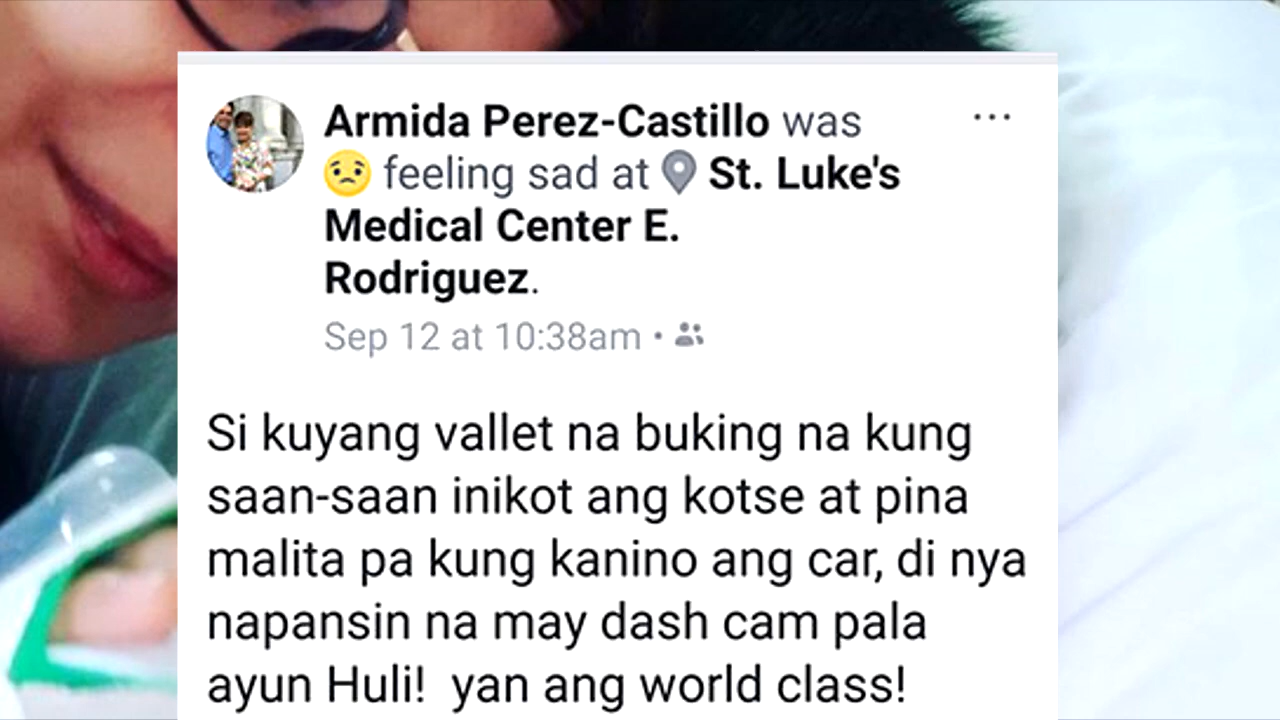 Armida Perez-Castillo was
😟 feeling sad at St. Luke's
Medical Center E.
Rodriguez.
Sep 12 at 10:38am •
Si kuyang vallet na buking na kung
saan-saan inikot ang kotse at pina
malita pa kung kanino ang car, di nya
napansin na may dash cam pala
ayun Huli! yan ang world class!